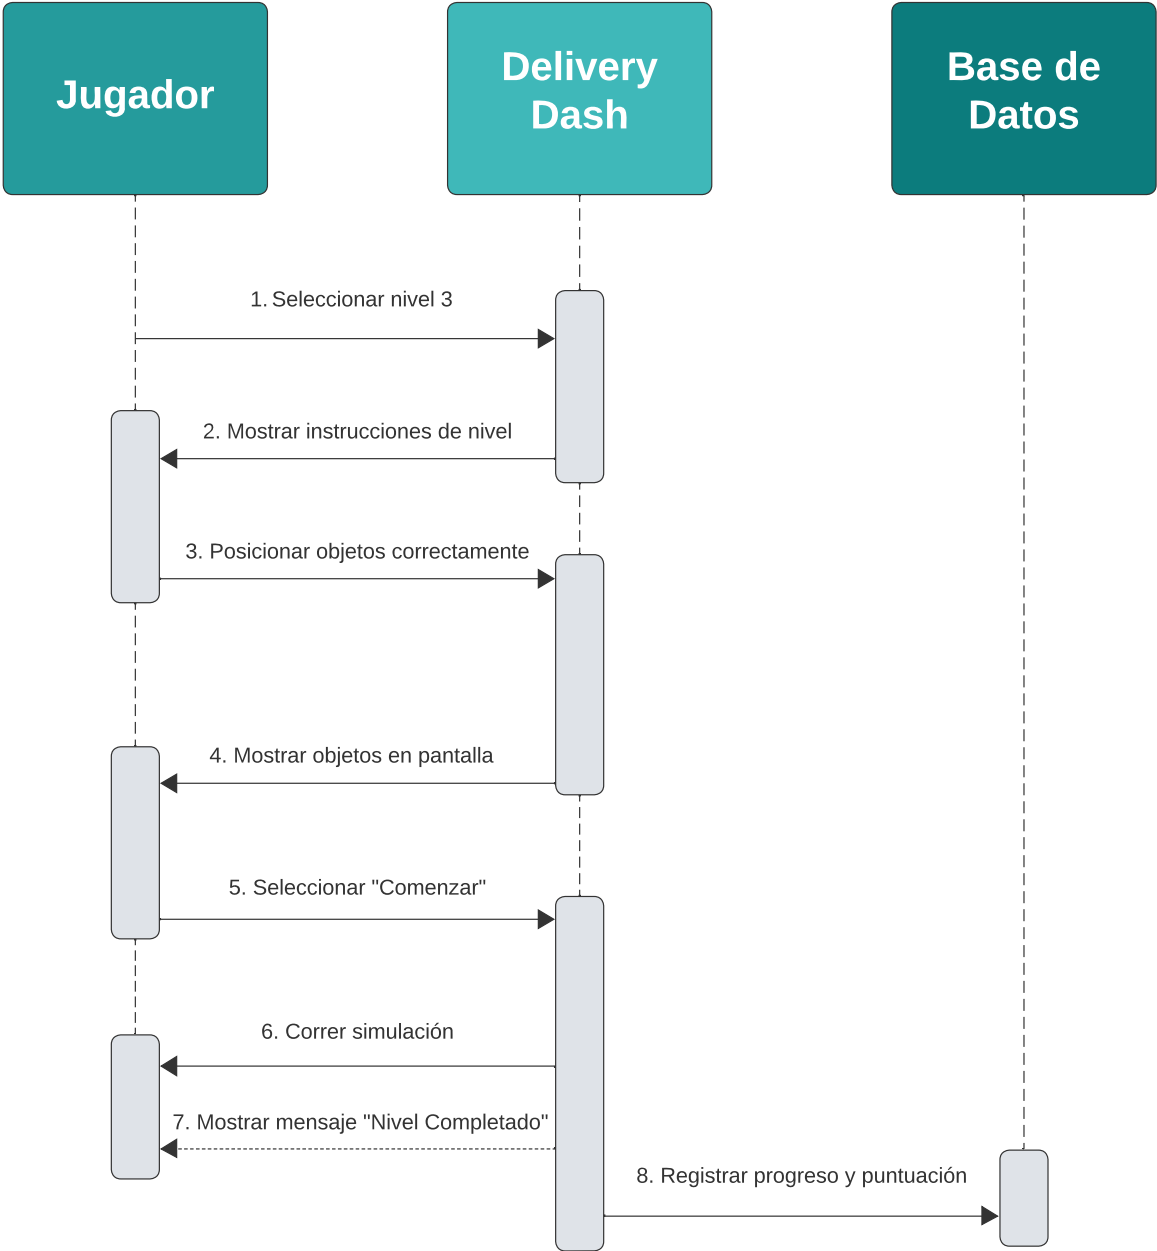 Jugador
Delivery
Dash
Base de
Datos
1. Seleccionar nivel 3
2. Mostrar instrucciones de nivel
3. Posicionar objetos correctamente
4. Mostrar objetos en pantalla
5. Seleccionar "Comenzar"
6. Correr simulación
7. Mostrar mensaje "Nivel Completado"
8. Registrar progreso y puntuación